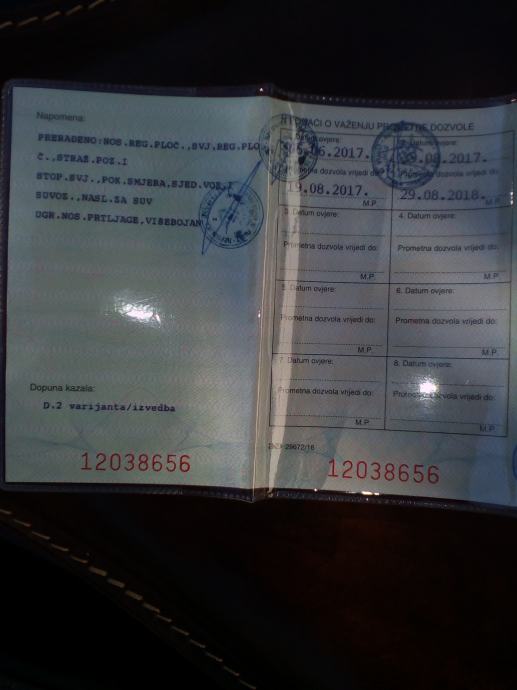 Napomena:
PRERAĐENO:NOS.REG.PLOČ.,SVJ.REG.PLO
Č.,STRAŽ.POZ.I
STOP.SVJ.,POK.SMJERA,SJED.VOZ.I
SUVOZ.,NASL.ZA SUV
UGR.NOS.PRTLJAGE,VIŠEBOJAN
Dopuna kazala:
D.2 varijanta/izvedba
12038656
O VAŽENJU PROMETNE DOZVOLE
Datum ovjere:
.2017.
19.08.2017.
M.P.
.08.2017.
Prometna dozvola vrijedi do:
29.08.2018.
M.P.
3. Datum ovjere:
Prometna dozvola vrijedi do:
M.P.
4. Datum ovjere:
Prometna dozvola vrijedi do:
M.P.
5. Datum ovjere:
Prometna dozvola vrijedi do:
M.P.
6. Datum ovjere:
Prometna dozvola vrijedi do:
M.P.
7. Datum ovjere:
Prometna dozvola vrijedi do:
M.P.
8. Datum ovjere:
Prometna dozvola vrijedi do:
M.P.
29672/16
12038656